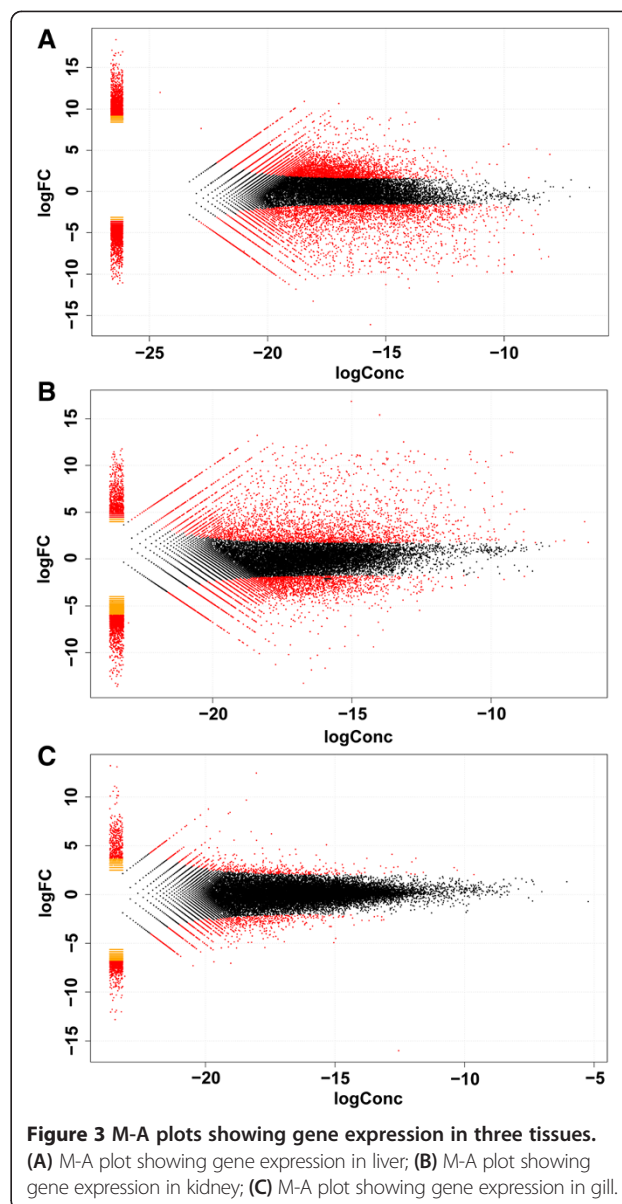 A
15
10
5
0
−5
−10
−15
logFC
−25 −20 −15 −10
logConc
B
15
10
5
0
−5
−10
logFC
−20 −15 −10
logConc
C
10
5
0
−5
−10
−15
logFC
−20 −15 −10 −5
logConc
Figure 3 M-A plots showing gene expression in three tissues.
(A) M-A plot showing gene expression in liver; (B) M-A plot showing
gene expression in kidney; (C) M-A plot showing gene expression in gill.